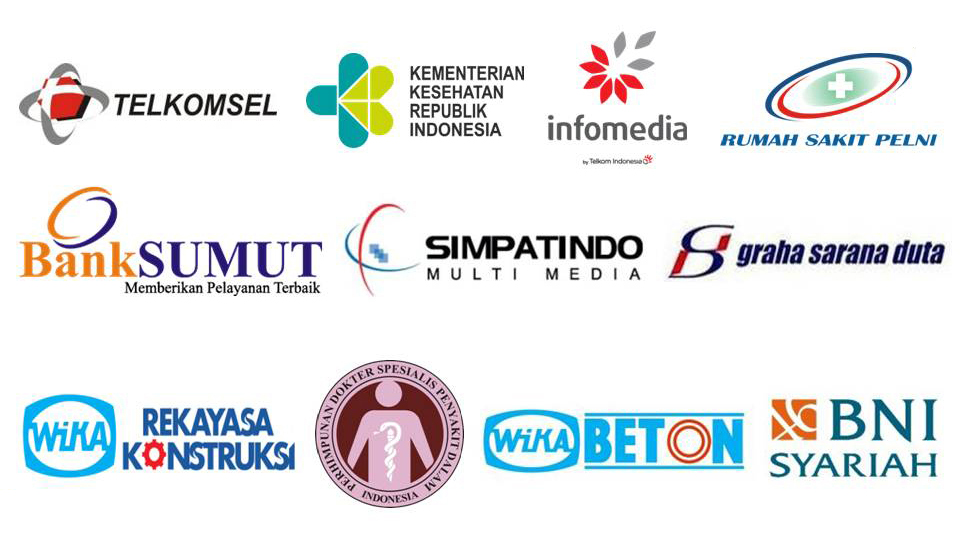 TELKOMSEL
KEMENTERIAN
KESEHATAN
REPUBLIK
INDONESIA
infomedia
by Telkom Indonesia
RUMAH SAKIT PELNI
BankSUMUT
Memberikan Pelayanan Terbaik
SIMPATINDO
MULTI MEDIA
graha sarana duta
WiKA
REKAYASA
KONSTRUKSI
PERHIMPUNAN DOKTER SPESIALIS PENYAKIT DALAM
INDONESIA
WiKA BETON
BNI
SYARIAH